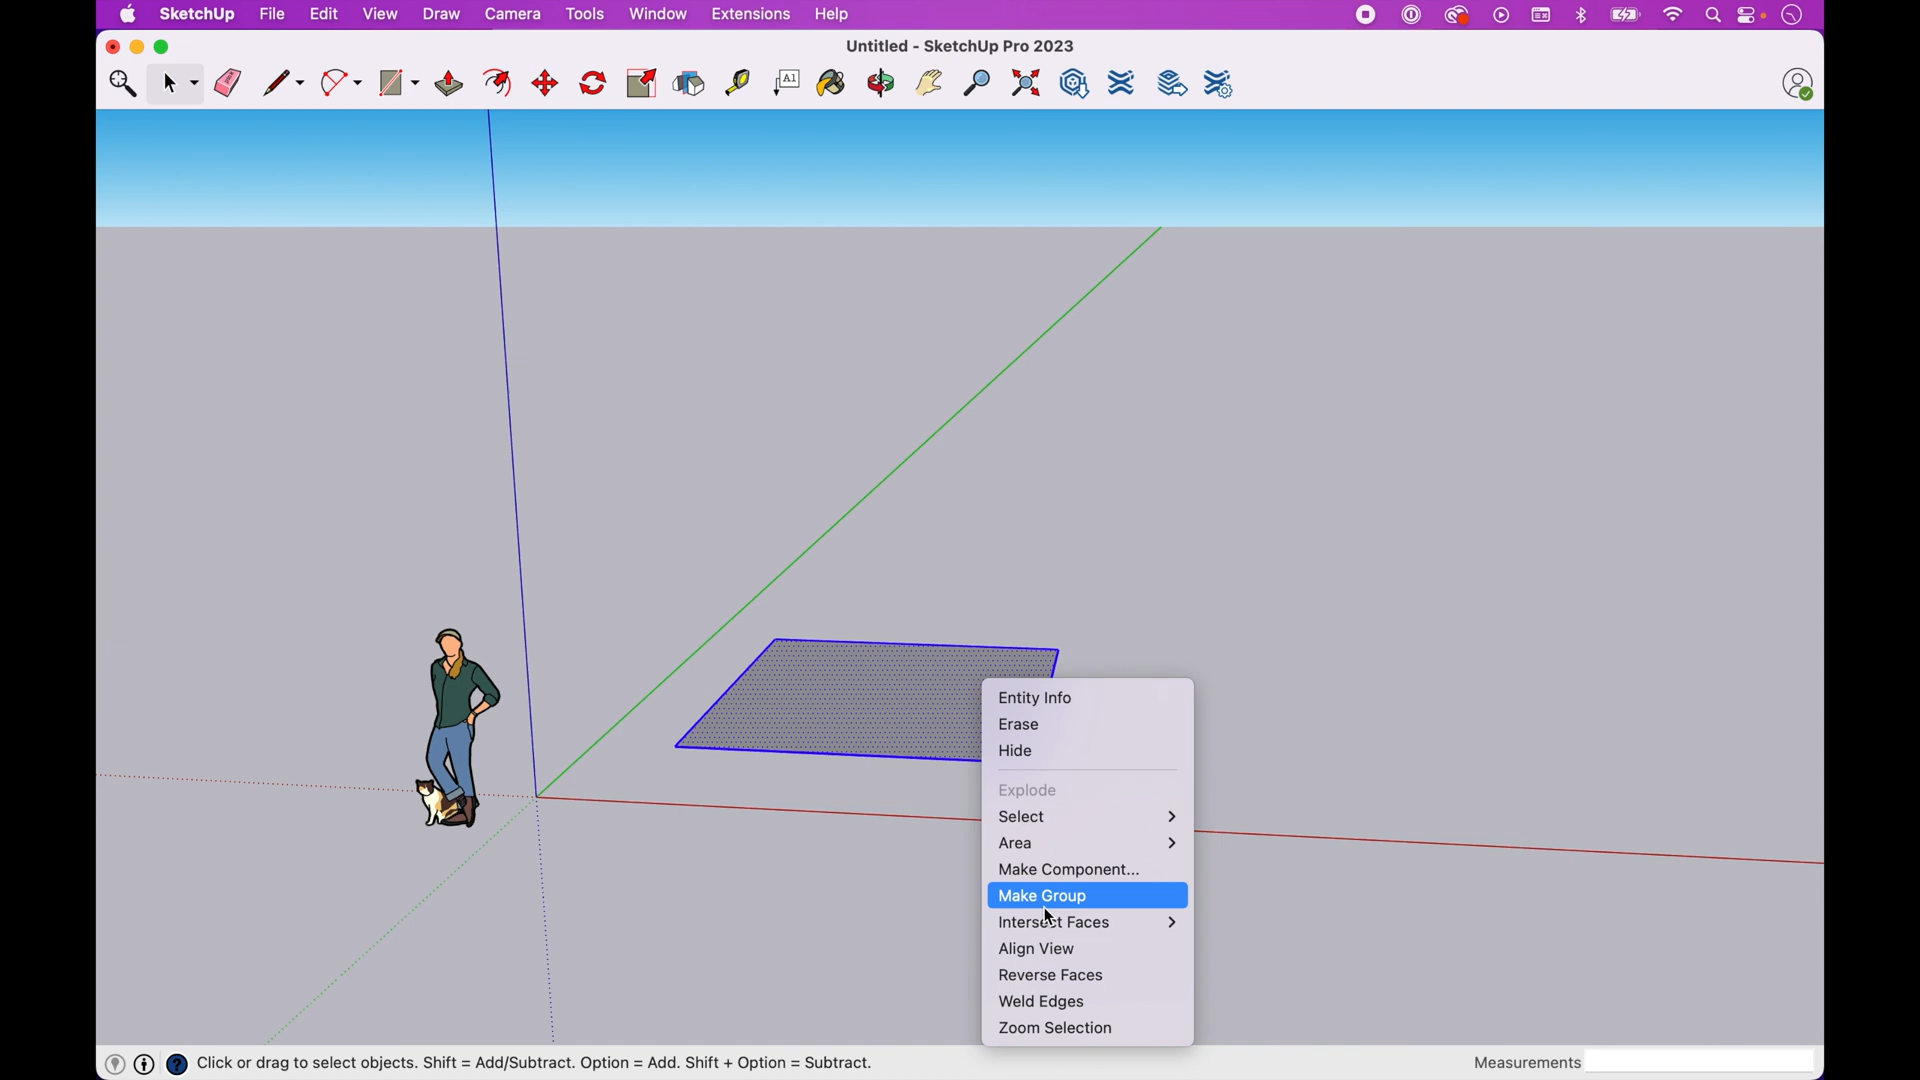 SketchUp File Edit View Draw Camera Tools Window Extensions Help
Untitled - SketchUp Pro 2023
A1
Entity Info
Erase
Hide
Explode
Select
Area
Make Component...
Make Group
Intersect Faces
Align View
Reverse Faces
Weld Edges
Zoom Selection
Click or drag to select objects. Shift = Add/Subtract. Option = Add. Shift + Option = Subtract. Measurements